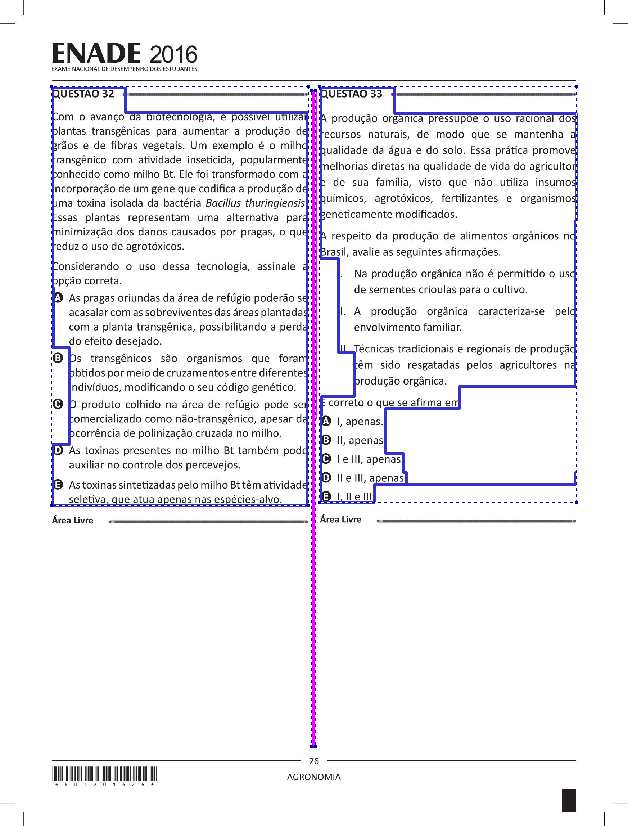 ENADE 2016
EXAME NACIONAL DE DESEMPENHO DOS ESTUDANTES
QUESTÃO 32
Com o avanço da biotecnologia, é possível utilizar
plantas transgênicas para aumentar a produção de
grãos e de fibras vegetais. Um exemplo é o milho
transgênico com atividade inseticida, popularmente
conhecido como milho Bt. Ele foi transformado com a
incorporação de um gene que codifica a produção de
uma toxina isolada da bactéria Bacillus thuringiensis.
Essas plantas representam uma alternativa para
minimização dos danos causados por pragas, o que
reduz o uso de agrotóxicos.
Considerando o uso dessa tecnologia, assinale a
opção correta.
A As pragas oriundas da área de refúgio poderão se
acasalar com as sobreviventes das áreas plantadas
com a planta transgênica, possibilitando a perda
do efeito desejado.
B Os transgênicos são organismos que foram
obtidos por meio de cruzamentos entre diferentes
indivíduos, modificando o seu código genético.
C O produto colhido na área de refúgio pode ser
comercializado como não-transgênico, apesar da
ocorrência de polinização cruzada no milho.
D As toxinas presentes no milho Bt também pode
auxiliar no controle dos percevejos.
E As toxinas sintetizadas pelo milho Bt têm atividade
seletiva, que atua apenas nas espécies-alvo.
Área Livre
QUESTÃO 33
A produção orgânica pressupõe o uso racional dos
recursos naturais, de modo que se mantenha a
qualidade da água e do solo. Essa prática promove
melhorias diretas na qualidade de vida do agricultor
e de sua família, visto que não utiliza insumos
químicos, agrotóxicos, fertilizantes e organismos
geneticamente modificados.
A respeito da produção de alimentos orgânicos no
Brasil, avalie as seguintes afirmações.
I. Na produção orgânica não é permitido o uso
de sementes crioulas para o cultivo.
II. A produção orgânica caracteriza-se pelo
envolvimento familiar.
III. Técnicas tradicionais e regionais de produção
têm sido resgatadas pelos agricultores na
produção orgânica.
É correto o que se afirma em
A I, apenas.
B II, apenas.
C I e III, apenas.
D II e III, apenas.
E I, II e III.
Área Livre
26
AGRONOMIA